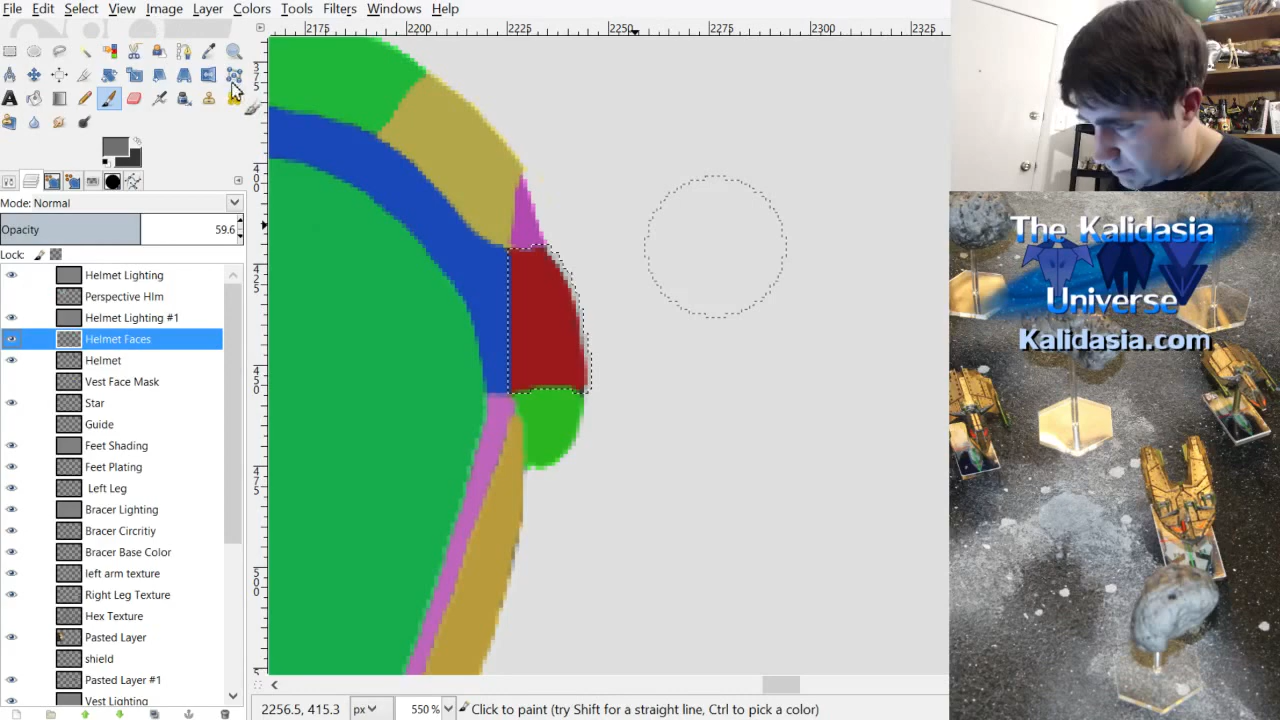 File Edit Select View Image Layer Colors Tools Filters Windows Help
2175 2200 2225 2250 2275 2300 2325
Mode: Normal
Opacity 59.6
Lock:
Helmet Lighting
Perspective Hlm
Helmet Lighting #1
Helmet Faces
Helmet
Vest Face Mask
Star
Guide
Feet Shading
Feet Plating
Left Leg
Bracer Lighting
Bracer Circritiy
Bracer Base Color
left arm texture
Right Leg Texture
Hex Texture
Pasted Layer
shield
Pasted Layer #1
Vest Lighting
2256.5, 415.3 px 550 % Click to paint (try Shift for a straight line, Ctrl to pick a color)
The Kalidasia
Universe
Kalidasia.com